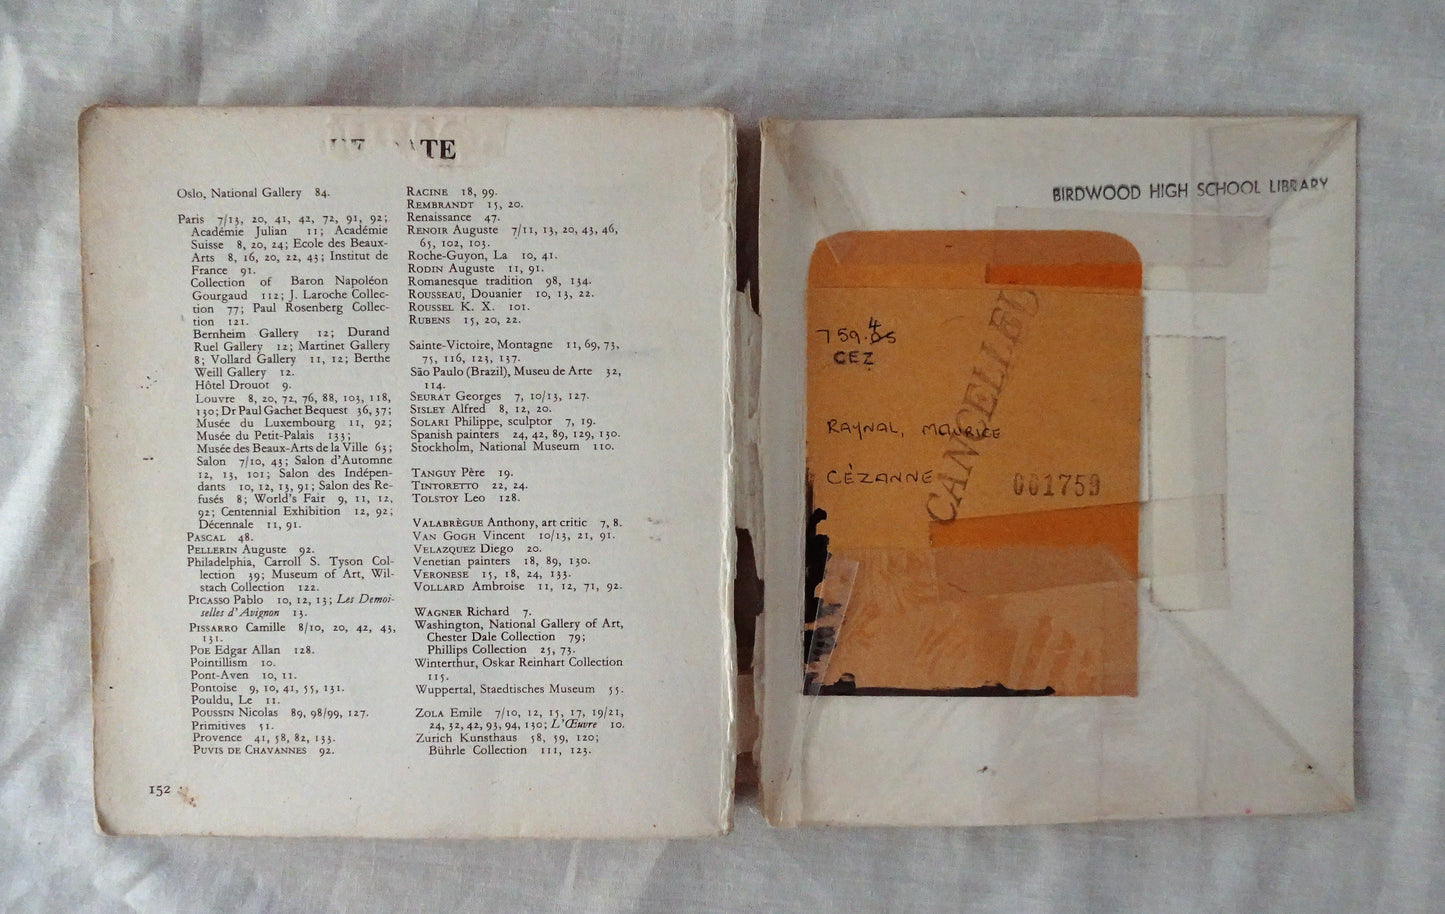 ATE
Oslo, National Gallery 84.
Paris 7/13, 20, 41, 42, 72, 91, 92;
Académie Julian 11; Académie
Suisse 8, 20, 24; Ecole des Beaux-
Arts 8, 16, 20, 22, 43; Institut de
France 91.
Collection of Baron Napoléon
Gourgaud 112; J. Laroche Collec-
tion 77; Paul Rosenberg Collec-
tion 121.
Bernheim Gallery 12; Durand
Ruel Gallery 12; Martinet Gallery
8; Vollard Gallery 11, 12; Berthe
Weill Gallery 12.
Hôtel Drouot 9.
Louvre 8, 20, 72, 76, 88, 103, 118,
130; Dr Paul Gachet Bequest 36, 37;
Musée du Luxembourg 11, 92;
Musée du Petit-Palais 133;
Musée des Beaux-Arts de la Ville 63;
Salon 7/10, 43; Salon d'Automne
12, 13, 101; Salon des Indépen-
dants 10, 12, 13, 91; Salon des Re-
fusés 8; World's Fair 9, 11, 12,
92; Centennial Exhibition 12, 92;
Décennale 11, 91.
PASCAL 48.
PELLERIN Auguste 92.
Philadelphia, Carroll S. Tyson Col-
lection 39; Museum of Art, Wil-
stach Collection 122.
PICASSO Pablo 10, 12, 13; Les Demoi-
selles d'Avignon 13.
PISSARRO Camille 8/10, 20, 42, 43,
131.
POE Edgar Allan 128.
Pointillism 10.
Pont-Aven 10, 11.
Pontoise 9, 10, 41, 55, 131.
Pouldu, Le 11.
POUSSIN Nicolas 89, 98/99, 127.
Primitives 51.
Provence 41, 58, 82, 133.
PUVIS DE CHAVANNES 92.
152
RACINE 18, 99.
REMBRANDT 15, 20.
Renaissance 47.
RENOIR Auguste 7/11, 13, 20, 43, 46,
65, 102, 103.
Roche-Guyon, La 10, 41.
RODIN Auguste 11, 91.
Romanesque tradition 98, 134.
ROUSSEAU, Douanier 10, 13, 22.
ROUSSEL K. X. 101.
RUBENS 15, 20, 22.
Sainte-Victoire, Montagne 11, 69, 73,
75, 116, 123, 137.
São Paulo (Brazil), Museu de Arte 32,
114.
SEURAT Georges 7, 10/13, 127.
SISLEY Alfred 8, 12, 20.
SOLARI Philippe, sculptor 7, 19.
Spanish painters 24, 42, 89, 129, 130.
Stockholm, National Museum 110.
TANGUY Père 19.
TINTORETTO 22, 24.
TOLSTOY Leo 128.
VALABRÈGUE Anthony, art critic 7, 8.
VAN GOGH Vincent 10/13, 21, 91.
VELAZQUEZ Diego 20.
Venetian painters 18, 89, 130.
VERONESE 15, 18, 24, 133.
VOLLARD Ambroise 11, 12, 71, 92.
WAGNER Richard 7.
Washington, National Gallery of Art,
Chester Dale Collection 79;
Phillips Collection 25, 73.
Winterthur, Oskar Reinhart Collection
115.
Wuppertal, Staedtisches Museum 55.
ZOLA Emile 7/10, 12, 15, 17, 19/21,
24, 32, 42, 93, 94, 130; L'Œuvre 10.
Zurich Kunsthaus 58, 59, 120;
Bührle Collection 111, 123.
BIRDWOOD HIGH SCHOOL LIBRARY
759.4
CEZ
CANCELLED
RAYNAL, MAURICE
CÈZANNE
001759